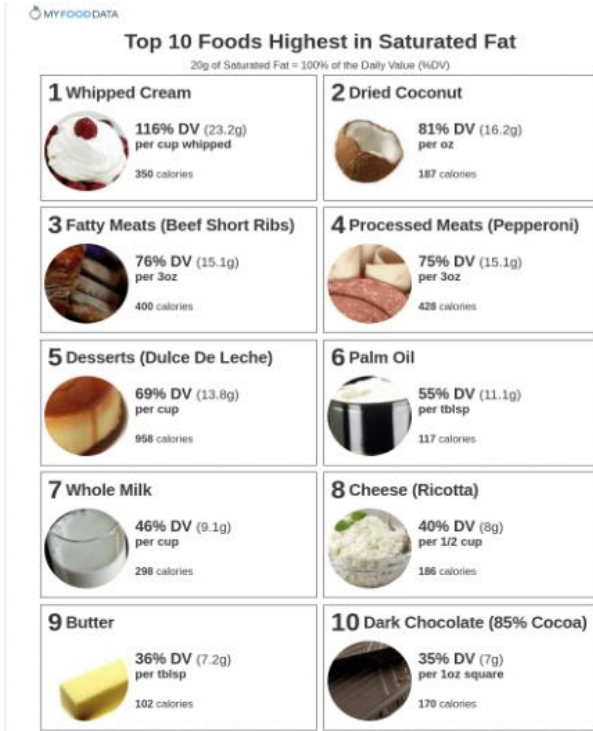 MYFOODDATA
Top 10 Foods Highest in Saturated Fat
20g of Saturated Fat = 100% of the Daily Value (%DV)
1 Whipped Cream
116% DV (23.2g)
per cup whipped
350 calories
2 Dried Coconut
81% DV (16.2g)
per oz
187 calories
3 Fatty Meats (Beef Short Ribs)
76% DV (15.1g)
per 3oz
400 calories
4 Processed Meats (Pepperoni)
75% DV (15.1g)
per 3oz
428 calories
5 Desserts (Dulce De Leche)
69% DV (13.8g)
per cup
958 calories
6 Palm Oil
55% DV (11.1g)
per tblsp
117 calories
7 Whole Milk
46% DV (9.1g)
per cup
298 calories
8 Cheese (Ricotta)
40% DV (8g)
per 1/2 cup
186 calories
9 Butter
36% DV (7.2g)
per tblsp
102 calories
10 Dark Chocolate (85% Cocoa)
35% DV (7g)
per 1oz square
170 calories